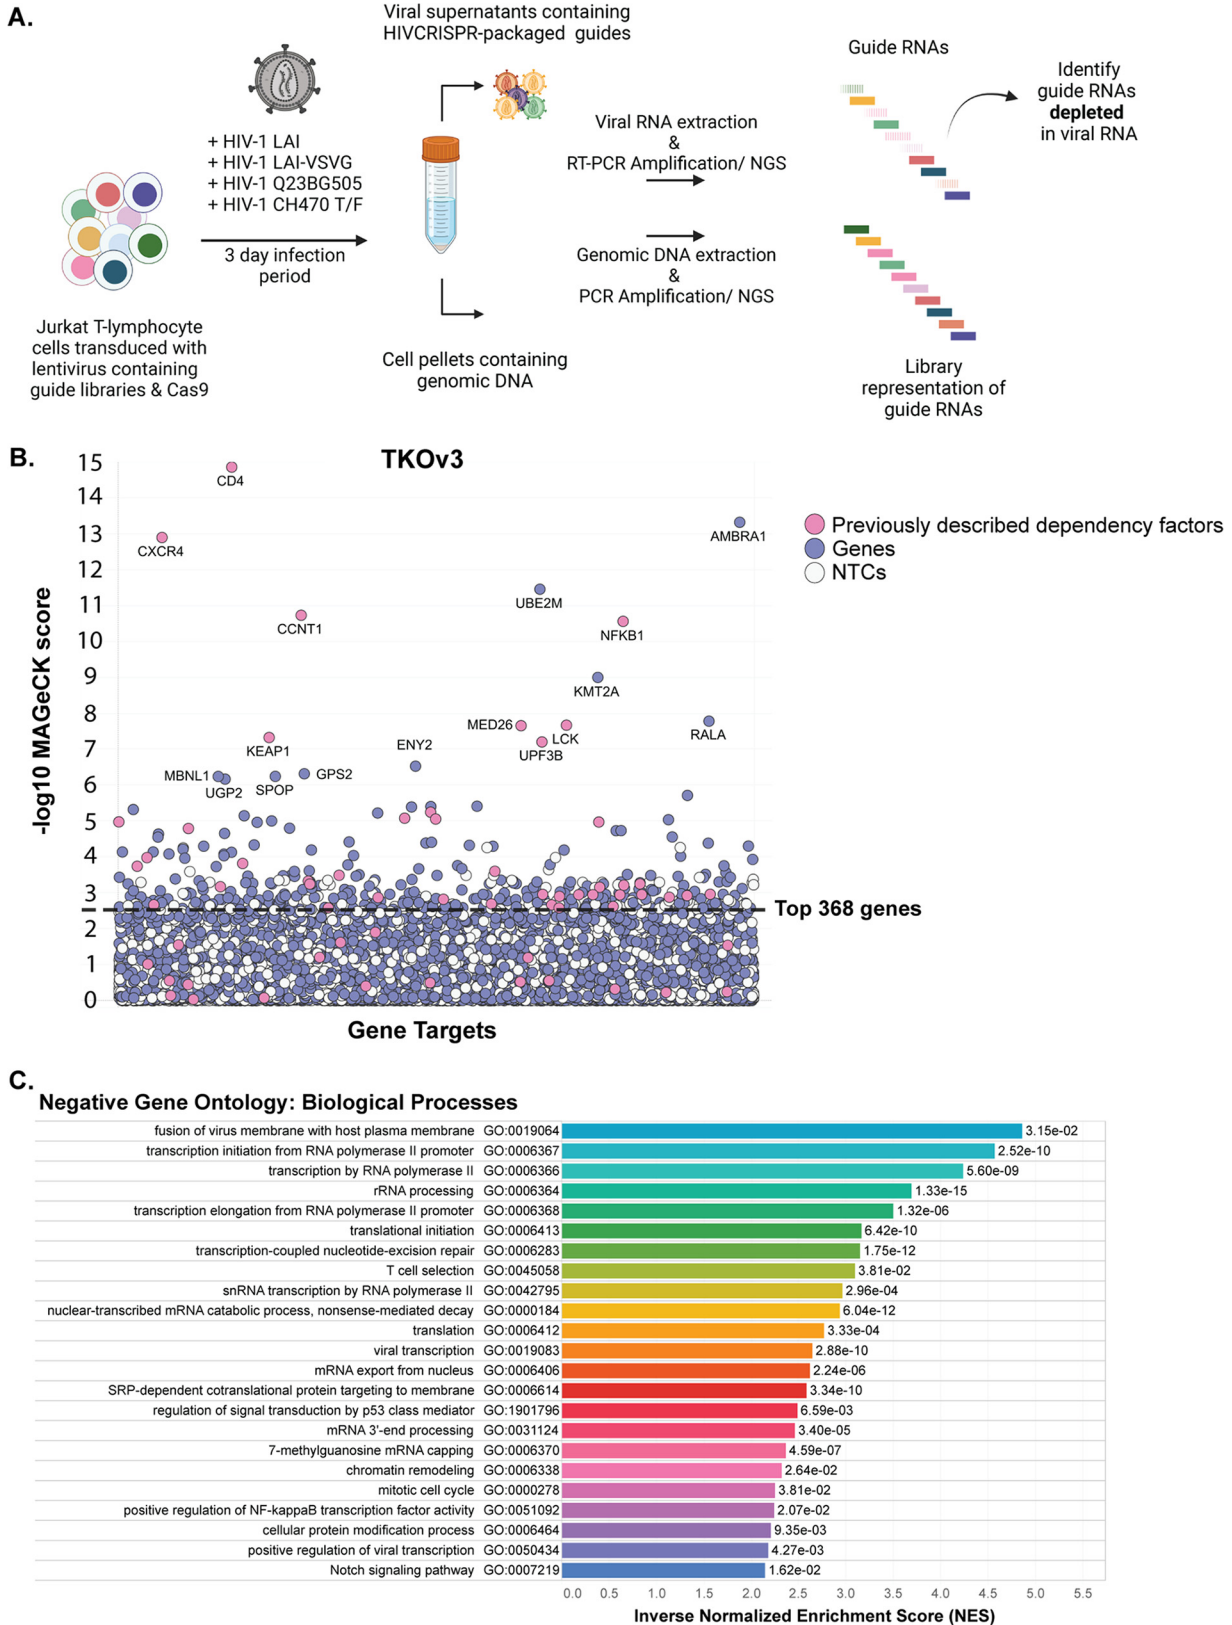 A.
Viral supernatants containing
HIVCRISPR-packaged guides
+ HIV-1 LAI
+ HIV-1 LAI-VSVG
+ HIV-1 Q23BG505
+ HIV-1 CH470 T/F
3 day infection
period
Jurkat T-lymphocyte
cells transduced with
lentivirus containing
guide libraries & Cas9
Cell pellets containing
genomic DNA
Viral RNA extraction
&
RT-PCR Amplification/ NGS
Genomic DNA extraction
&
PCR Amplification/ NGS
Guide RNAs
Identify
guide RNAs
depleted
in viral RNA
Library
representation of
guide RNAs
B.
TKOv3
-log10 MAGeCK score
15
14
13
12
11
10
9
8
7
6
5
4
3
2
1
0
CD4
CXCR4
AMBRA1
UBE2M
CCNT1
NFKB1
KMT2A
MED26
LCK
RALA
UPF3B
KEAP1
ENY2
MBNL1
UGP2
SPOP
GPS2
Top 368 genes
Gene Targets
Previously described dependency factors
Genes
NTCs
C.
Negative Gene Ontology: Biological Processes
fusion of virus membrane with host plasma membrane GO:0019064 3.15e-02
transcription initiation from RNA polymerase II promoter GO:0006367 2.52e-10
transcription by RNA polymerase II GO:0006366 5.60e-09
rRNA processing GO:0006364 1.33e-15
transcription elongation from RNA polymerase II promoter GO:0006368 1.32e-06
translational initiation GO:0006413 6.42e-10
transcription-coupled nucleotide-excision repair GO:0006283 1.75e-12
T cell selection GO:0045058 3.81e-02
snRNA transcription by RNA polymerase II GO:0042795 2.96e-04
nuclear-transcribed mRNA catabolic process, nonsense-mediated decay GO:0000184 6.04e-12
translation GO:0006412 3.33e-04
viral transcription GO:0019083 2.88e-10
mRNA export from nucleus GO:0006406 2.24e-06
SRP-dependent cotranslational protein targeting to membrane GO:0006614 3.34e-10
regulation of signal transduction by p53 class mediator GO:1901796 6.59e-03
mRNA 3'-end processing GO:0031124 3.40e-05
7-methylguanosine mRNA capping GO:0006370 4.59e-07
chromatin remodeling GO:0006338 2.64e-02
mitotic cell cycle GO:0000278 3.81e-02
positive regulation of NF-kappaB transcription factor activity GO:0051092 2.07e-02
cellular protein modification process GO:0006464 9.35e-03
positive regulation of viral transcription GO:0050434 4.27e-03
Notch signaling pathway GO:0007219 1.62e-02
0.0 0.5 1.0 1.5 2.0 2.5 3.0 3.5 4.0 4.5 5.0 5.5
Inverse Normalized Enrichment Score (NES)